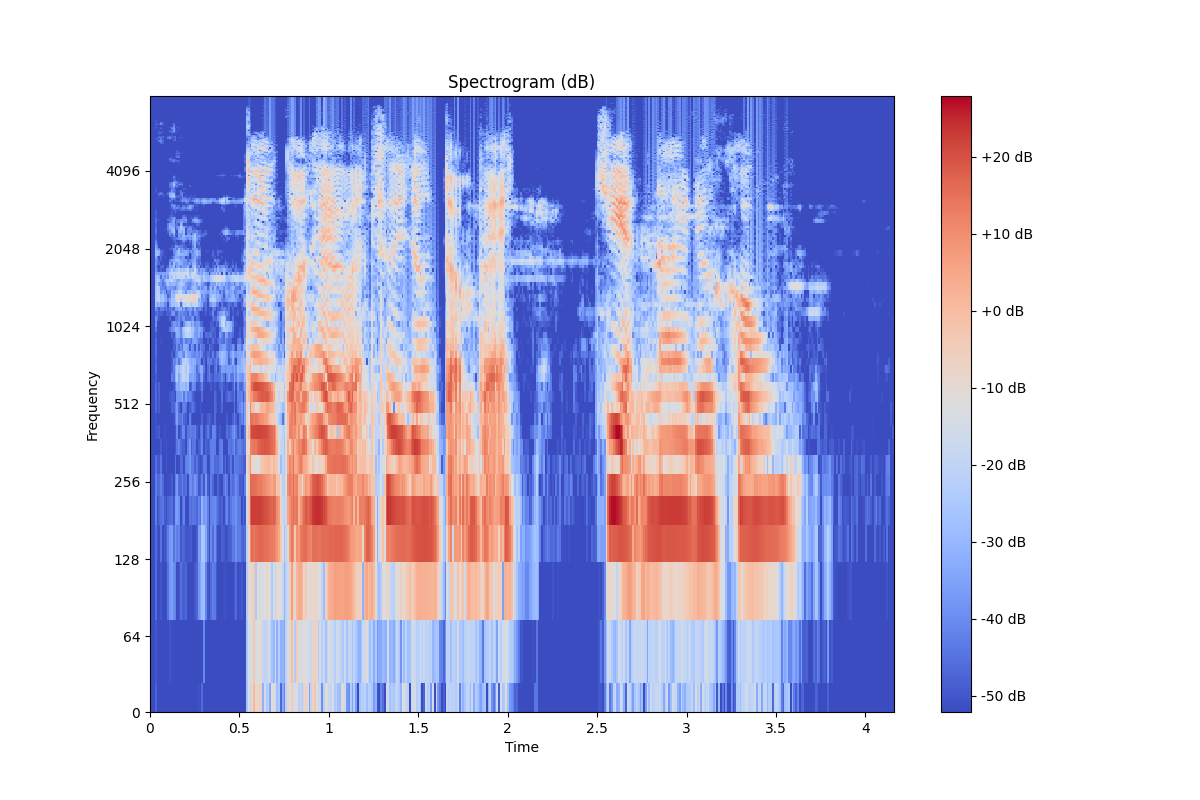 Spectrogram (dB)
4096
2048
1024
512
256
128
64
0
Frequency
0 0.5 1 1.5 2 2.5 3 3.5 4
Time
+20 dB
+10 dB
+0 dB
-10 dB
-20 dB
-30 dB
-40 dB
-50 dB